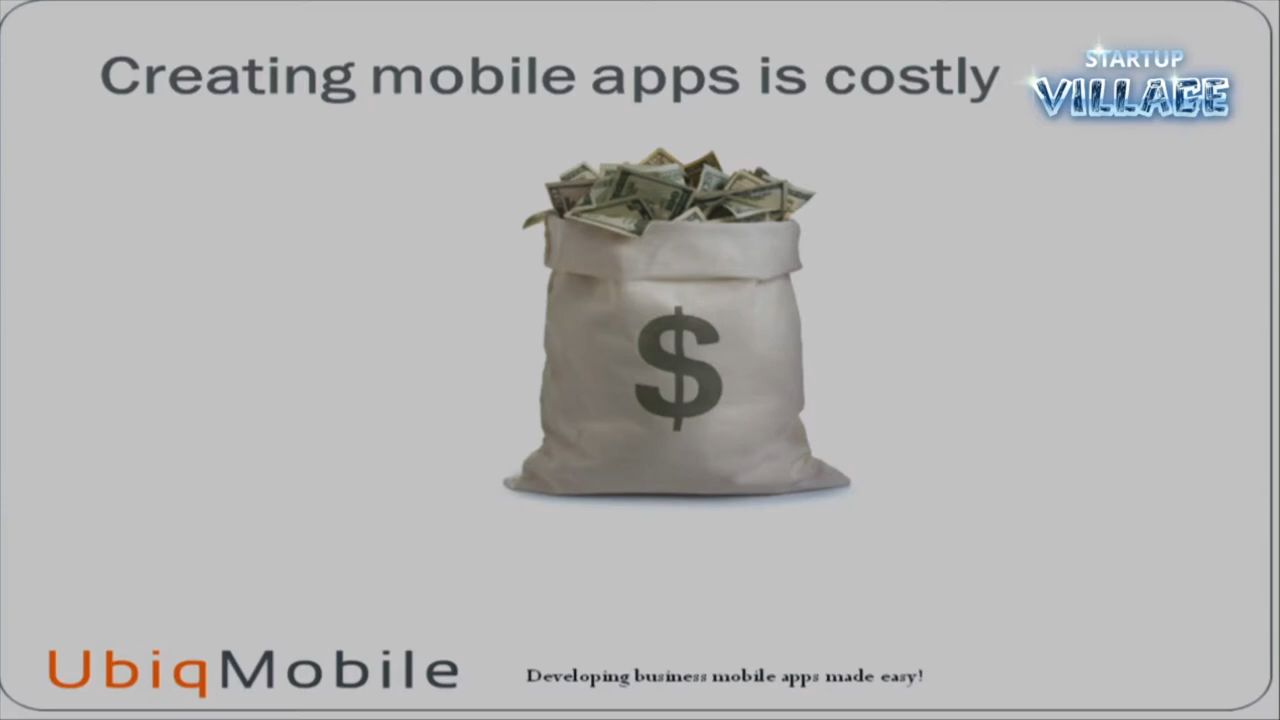 Creating mobile apps is costly
STARTUP
VILLAGE
$
UbiqMobile
Developing business mobile apps made easy!